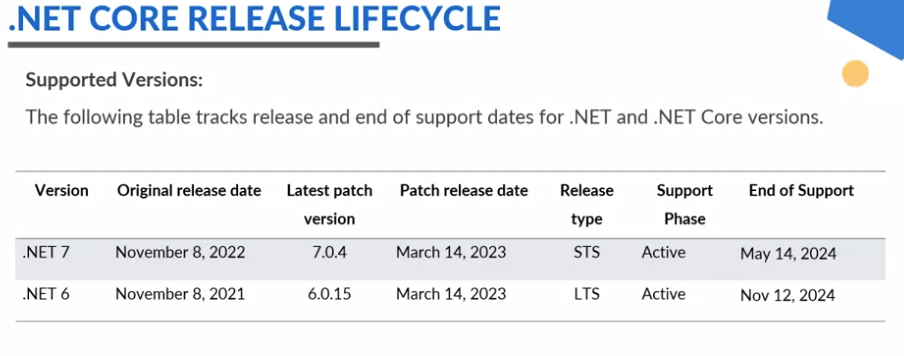 .NET CORE RELEASE LIFECYCLE
Supported Versions:
The following table tracks release and end of support dates for .NET and .NET Core versions.
Version Original release date Latest patch version Patch release date Release type Support Phase End of Support
.NET 7 November 8, 2022 7.0.4 March 14, 2023 STS Active May 14, 2024
.NET 6 November 8, 2021 6.0.15 March 14, 2023 LTS Active Nov 12, 2024